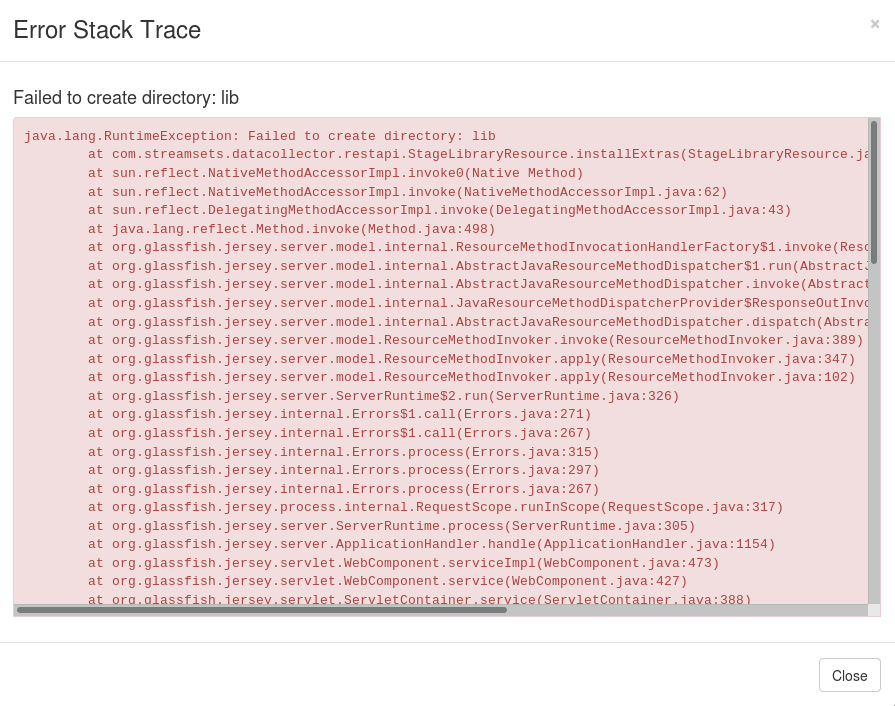 Error Stack Trace
×
Failed to create directory: lib
java.lang.RuntimeException: Failed to create directory: lib
at com.streamsets.datacollector.restapi.StageLibraryResource.installExtras(StageLibraryResource.ja
at sun.reflect.NativeMethodAccessorImpl.invoke0(Native Method)
at sun.reflect.NativeMethodAccessorImpl.invoke(NativeMethodAccessorImpl.java:62)
at sun.reflect.DelegatingMethodAccessorImpl.invoke(DelegatingMethodAccessorImpl.java:43)
at java.lang.reflect.Method.invoke(Method.java:498)
at org.glassfish.jersey.server.model.internal.ResourceMethodInvocationHandlerFactory$1.invoke(Reso
at org.glassfish.jersey.server.model.internal.AbstractJavaResourceMethodDispatcher$1.run(AbstractJ
at org.glassfish.jersey.server.model.internal.AbstractJavaResourceMethodDispatcher.invoke(Abstract
at org.glassfish.jersey.server.model.internal.JavaResourceMethodDispatcherProvider$ResponseOutInvo
at org.glassfish.jersey.server.model.internal.AbstractJavaResourceMethodDispatcher.dispatch(Abstra
at org.glassfish.jersey.server.model.ResourceMethodInvoker.invoke(ResourceMethodInvoker.java:389)
at org.glassfish.jersey.server.model.ResourceMethodInvoker.apply(ResourceMethodInvoker.java:347)
at org.glassfish.jersey.server.model.ResourceMethodInvoker.apply(ResourceMethodInvoker.java:102)
at org.glassfish.jersey.server.ServerRuntime$2.run(ServerRuntime.java:326)
at org.glassfish.jersey.internal.Errors$1.call(Errors.java:271)
at org.glassfish.jersey.internal.Errors$1.call(Errors.java:267)
at org.glassfish.jersey.internal.Errors.process(Errors.java:315)
at org.glassfish.jersey.internal.Errors.process(Errors.java:297)
at org.glassfish.jersey.internal.Errors.process(Errors.java:267)
at org.glassfish.jersey.process.internal.RequestScope.runInScope(RequestScope.java:317)
at org.glassfish.jersey.server.ServerRuntime.process(ServerRuntime.java:305)
at org.glassfish.jersey.server.ApplicationHandler.handle(ApplicationHandler.java:1154)
at org.glassfish.jersey.servlet.WebComponent.serviceImpl(WebComponent.java:473)
at org.glassfish.jersey.servlet.WebComponent.service(WebComponent.java:427)
at org.glassfish.jersey.servlet.ServletContainer.service(ServletContainer.java:388)
Close